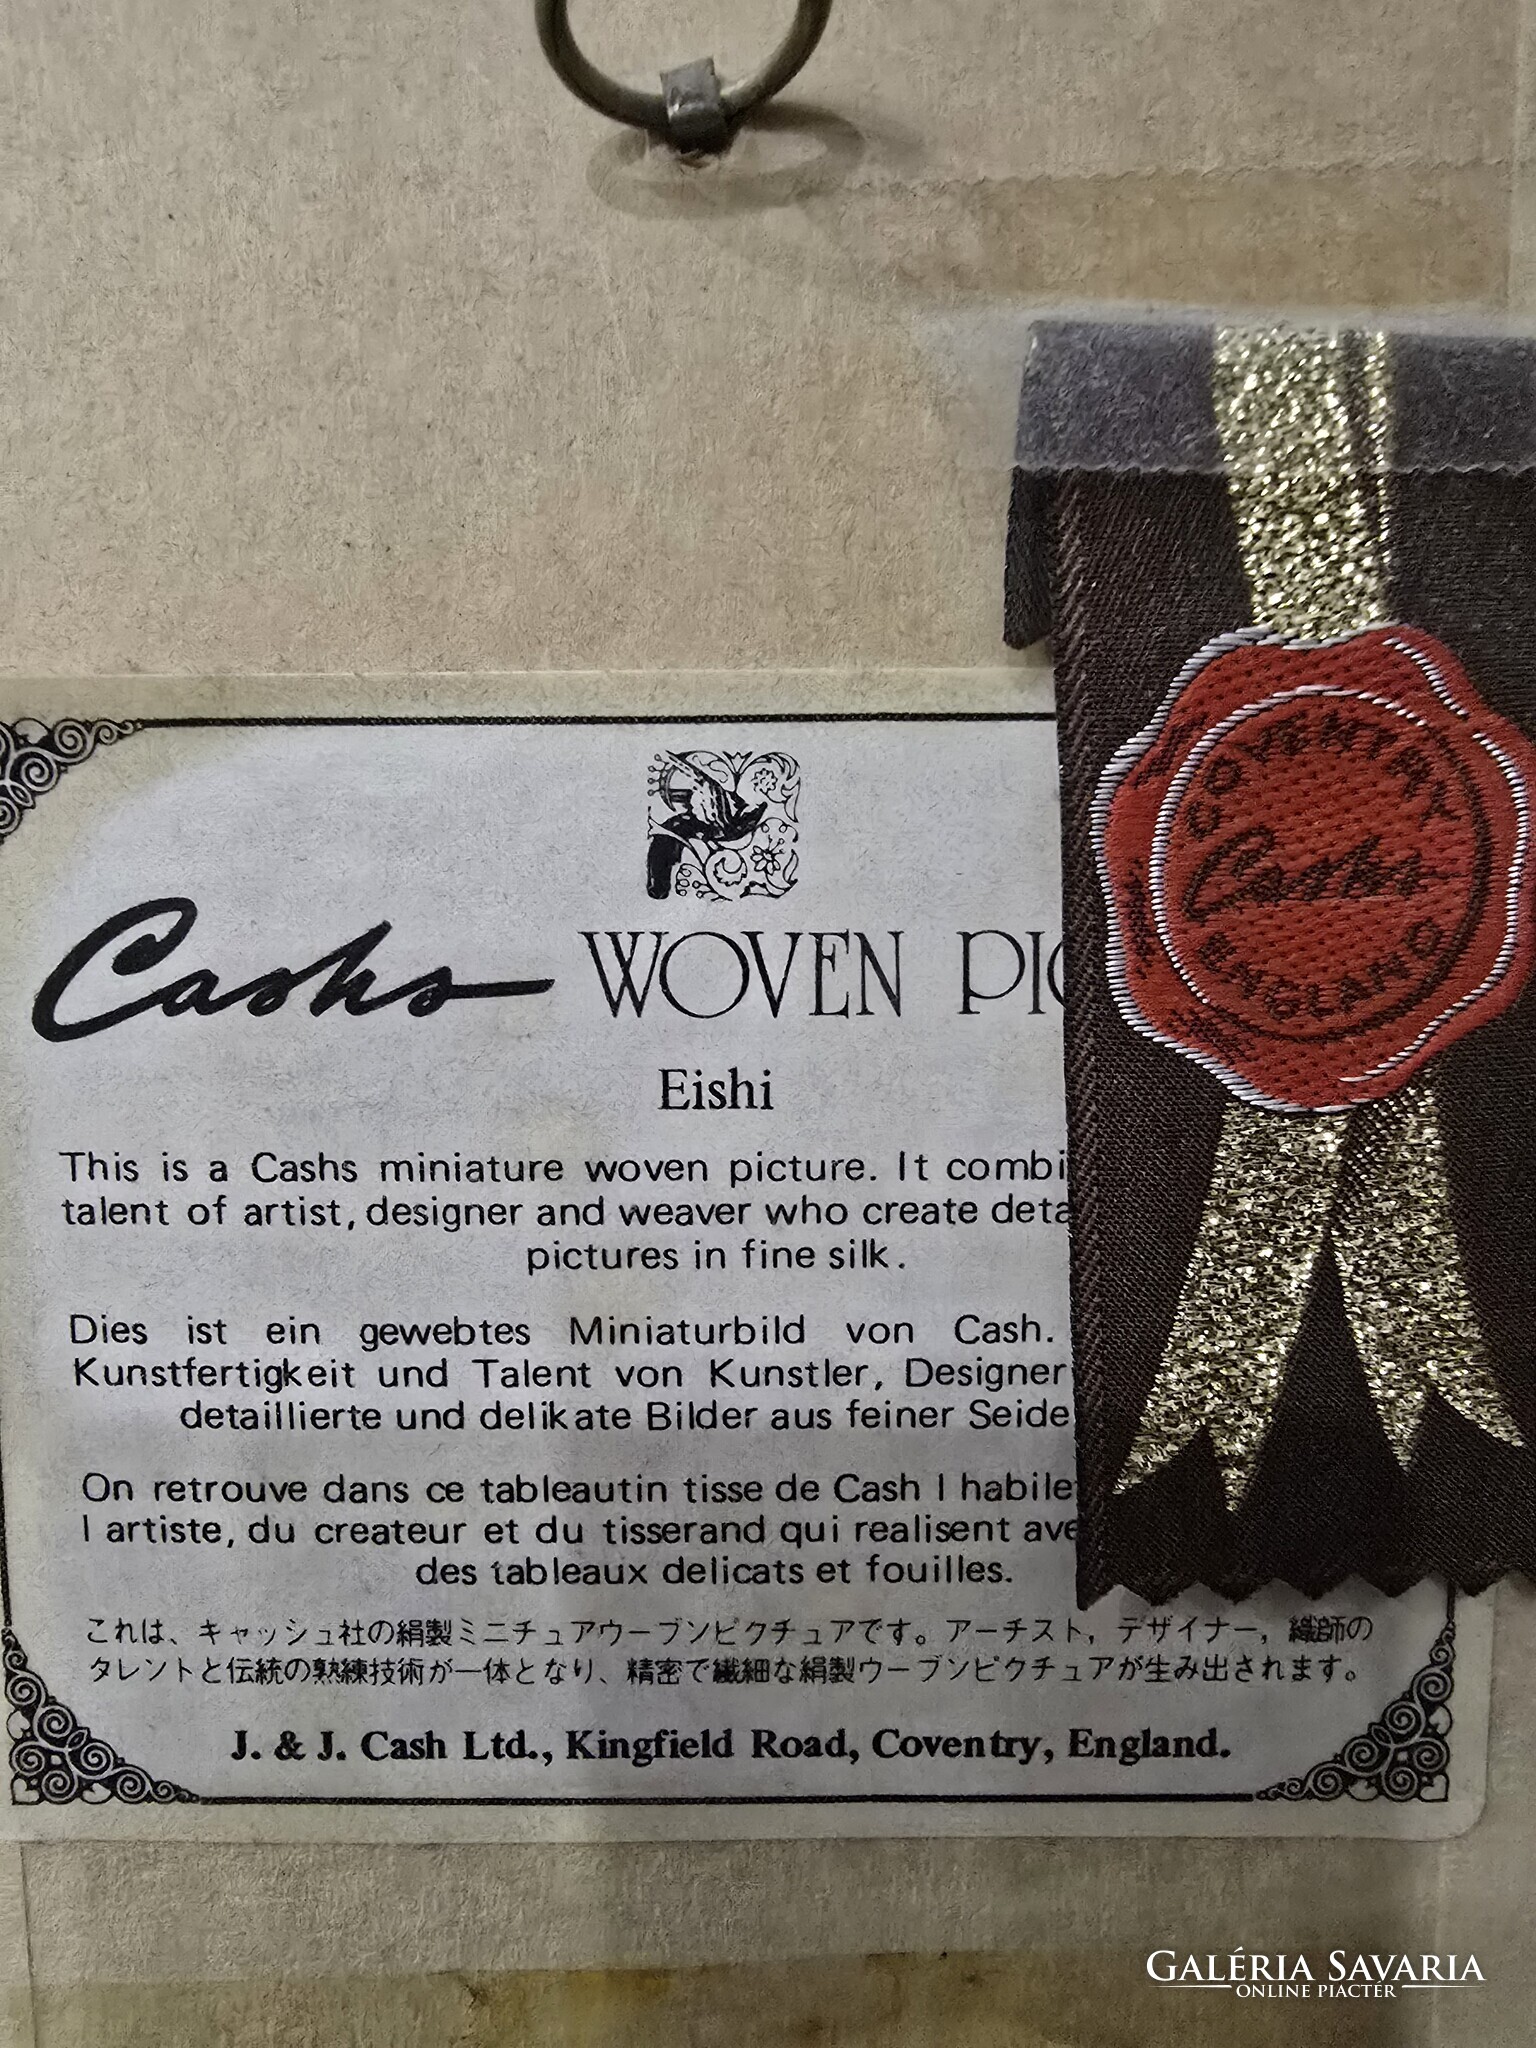 Cashs WOVEN
Eishi
This is a Cashs miniature woven picture. It
talent of artist, designer and weaver who create
pictures in fine silk.
Dies ist ein gewebtes Miniaturbild von Cash.
Kunstfertigkeit und Talent von Kunstler, Designer
detaillierte und delikate Bilder aus feiner Seide
On retrouve dans ce tableautin tisse de Cash l
l artiste, du createur et du tisserand qui realisent
des tableaux delicats et fouilles.
これは、キャッシュ社の絹製ミニチュアウーブンピクチュアです。アーチスト, デザイナー, 織師の
タレントと伝統の熟練技術が一体となり、精密で繊細な絹製ウーブンピクチュアが生み出されます。
J. & J. Cash Ltd., Kingfield Road, Coventry, England.
COVENTRY
Cashs
ENGLAND
GALÉRIA SAVARIA
ONLINE PIACTÉR